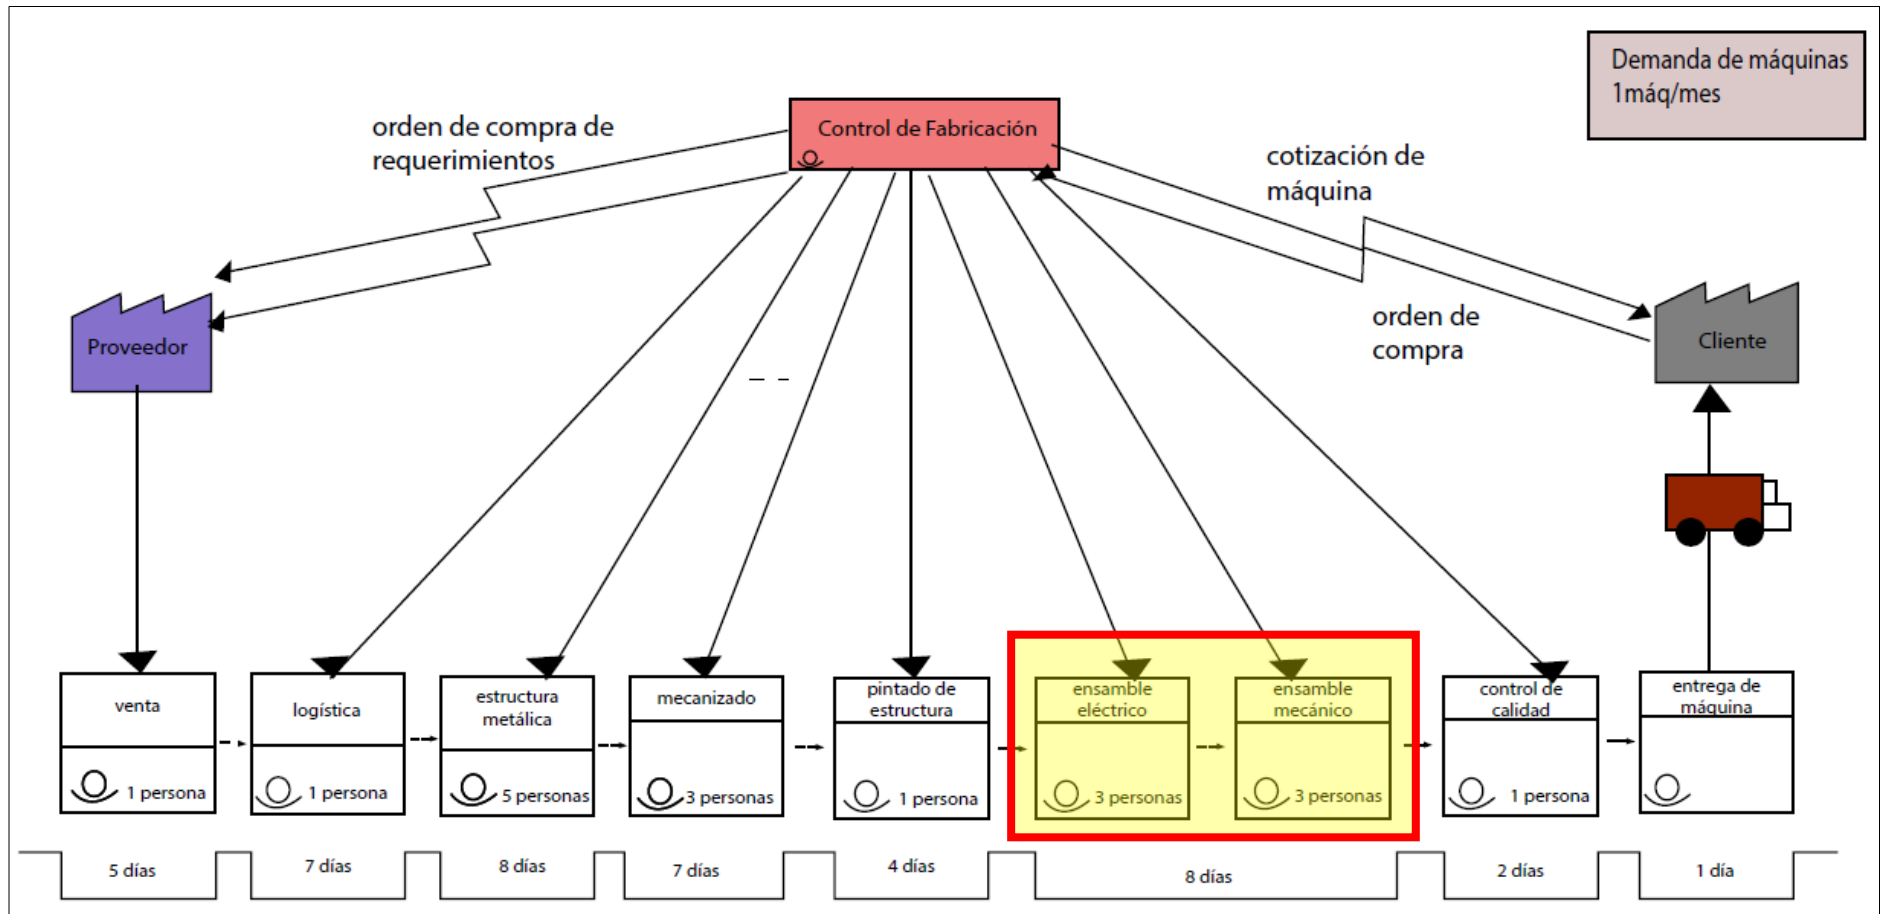 Demanda de máquinas
1máq/mes
Control de Fabricación
orden de compra de
requerimientos
cotización de
máquina
orden de
compra
Proveedor
Cliente
venta
1 persona
logística
1 persona
estructura
metálica
5 personas
mecanizado
3 personas
pintado de
estructura
1 persona
ensamble
eléctrico
3 personas
ensamble
mecánico
3 personas
control de
calidad
1 persona
entrega de
máquina
5 días
7 días
8 días
7 días
4 días
8 días
2 días
1 día